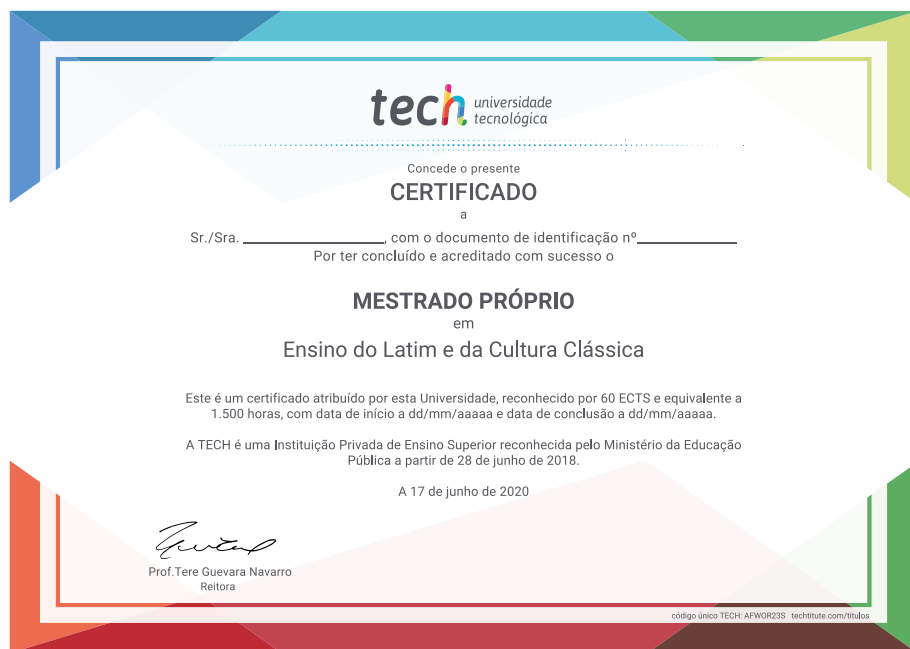 tech universidade
tecnológica
Concede o presente
CERTIFICADO
a
Sr./Sra. ________________, com o documento de identificação nº____________
Por ter concluído e acreditado com sucesso o
MESTRADO PRÓPRIO
em
Ensino do Latim e da Cultura Clássica
Este é um certificado atribuído por esta Universidade, reconhecido por 60 ECTS e equivalente a
1.500 horas, com data de início a dd/mm/aaaaa e data de conclusão a dd/mm/aaaaa.
A TECH é uma Instituição Privada de Ensino Superior reconhecida pelo Ministério da Educação
Pública a partir de 28 de junho de 2018.
A 17 de junho de 2020
Prof.Tere Guevara Navarro
Reitora
código único TECH: AFWOR23S techtitute.com/titulos